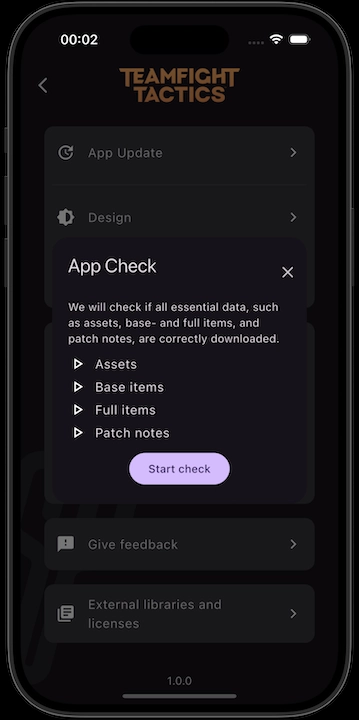 00:02
TEAMFIGHT
TACTICS
App Update
Design
App Check
We will check if all essential data, such
as assets, base- and full items, and
patch notes, are correctly downloaded.
Assets
Base items
Full items
Patch notes
Start check
Give feedback
External libraries and
licenses
1.0.0